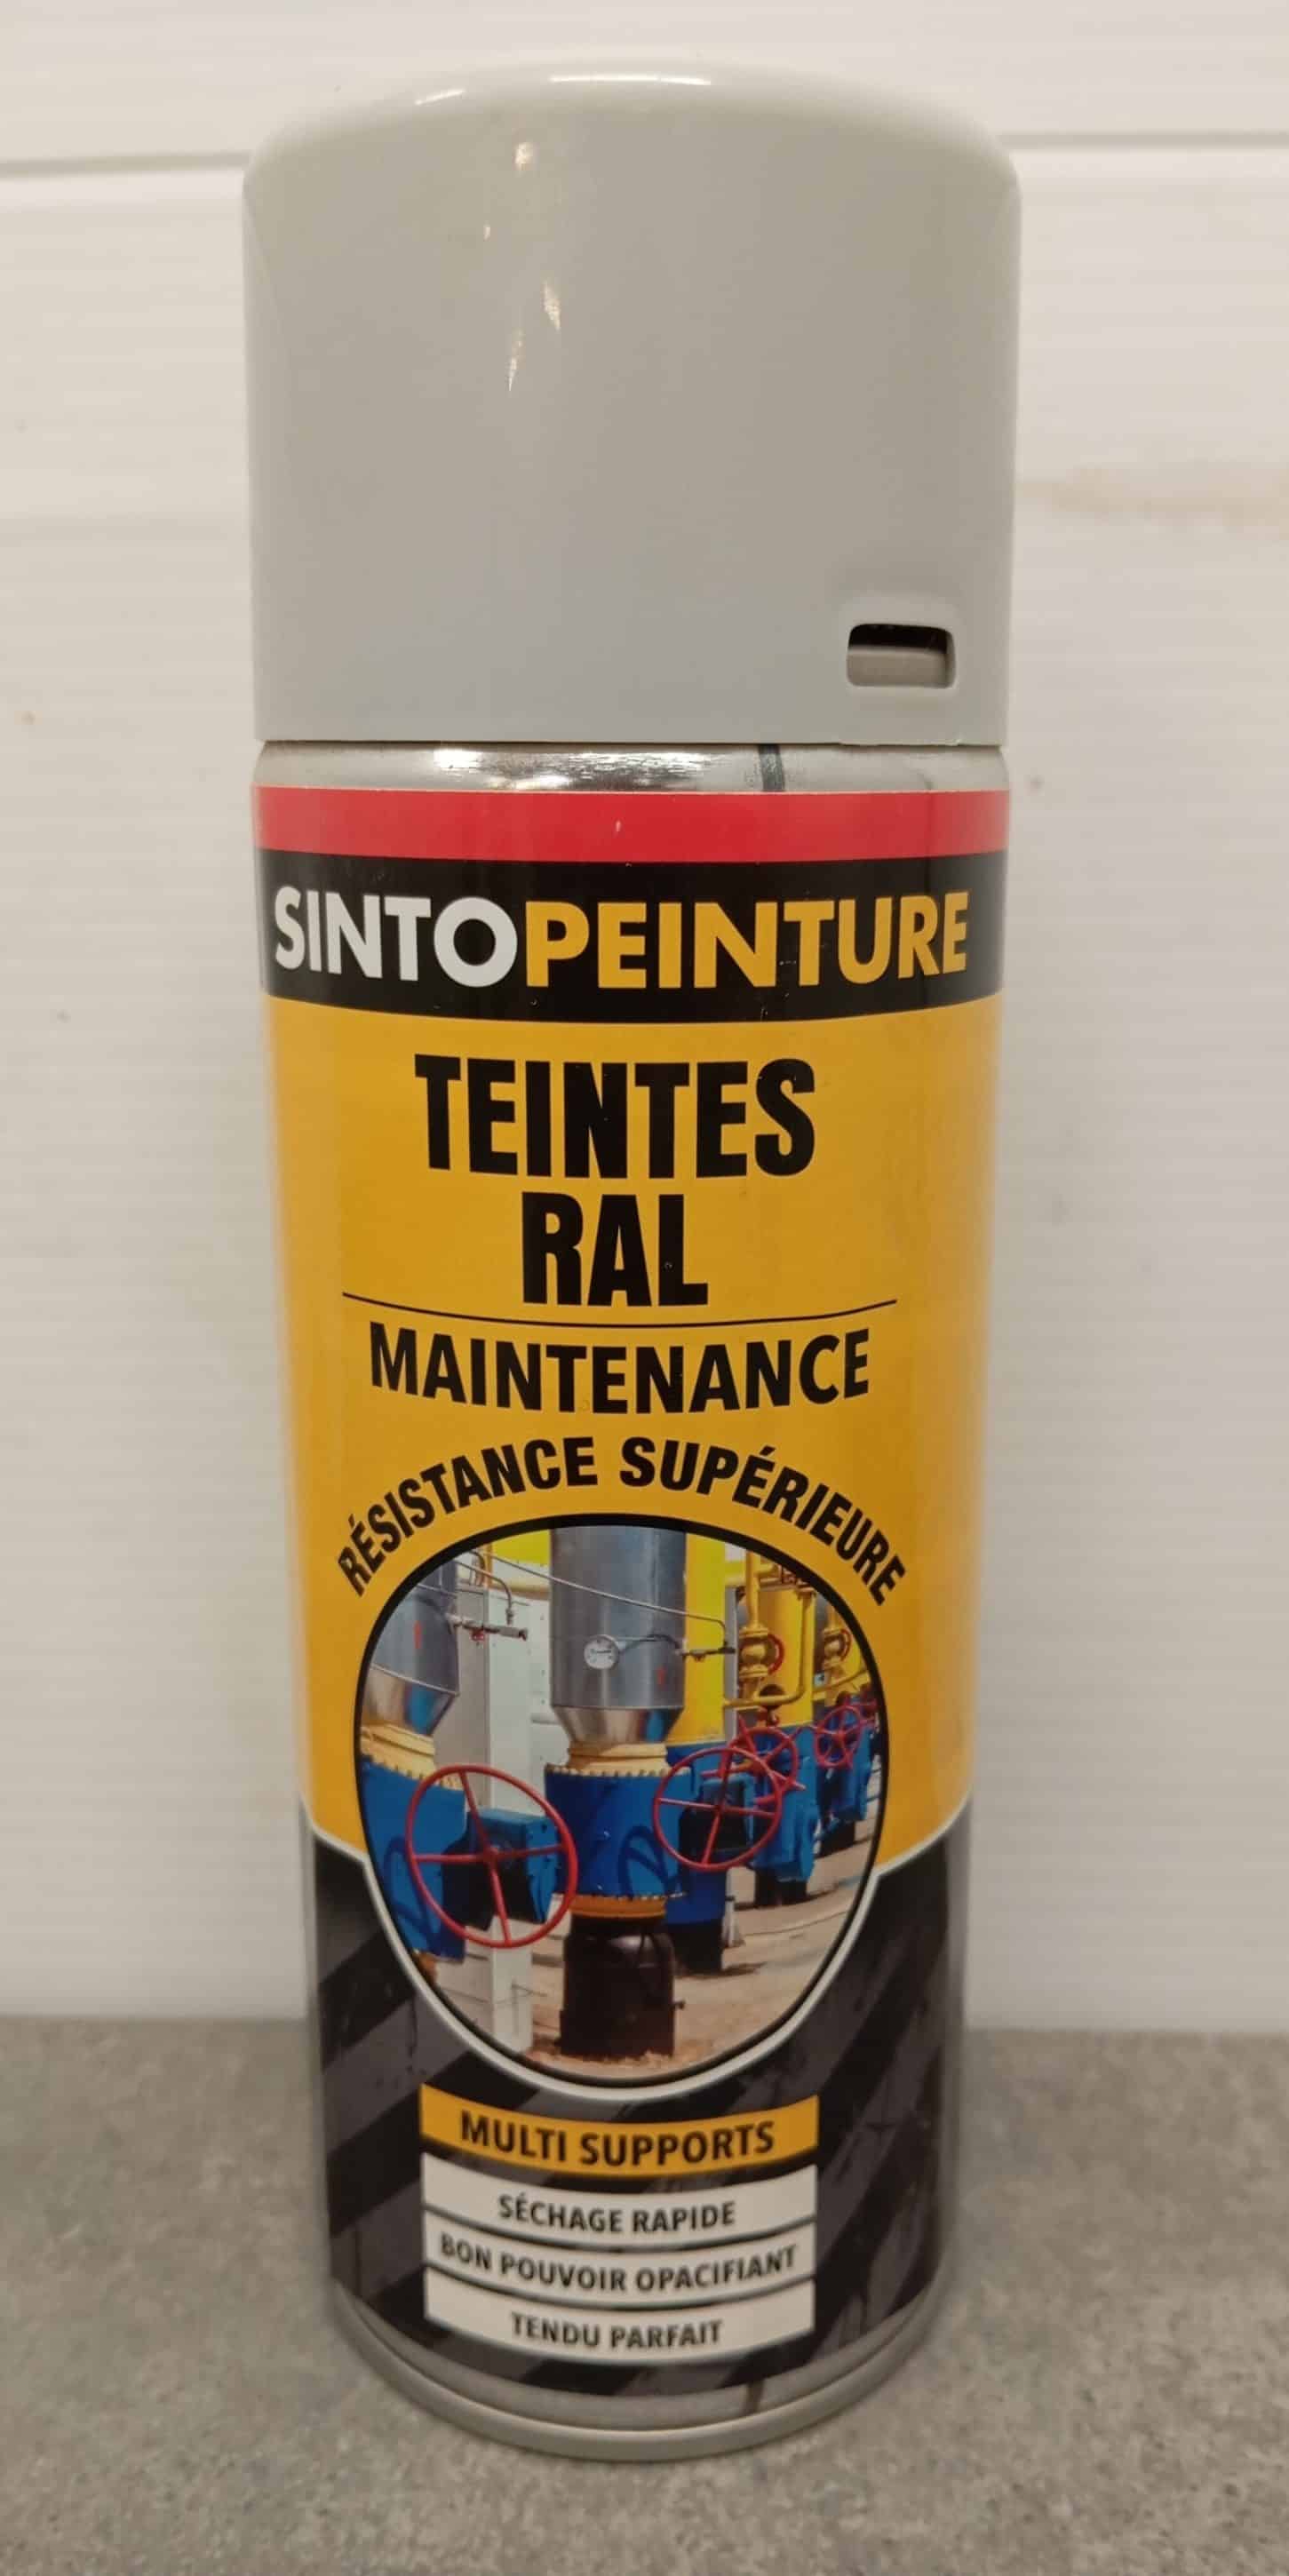 SINTOPEINTURE
TEINTES
RAL
MAINTENANCE
RÉSISTANCE SUPÉRIEURE
MULTI SUPPORTS
SÉCHAGE RAPIDE
BON POUVOIR OPACIFIANT
TENDU PARFAIT